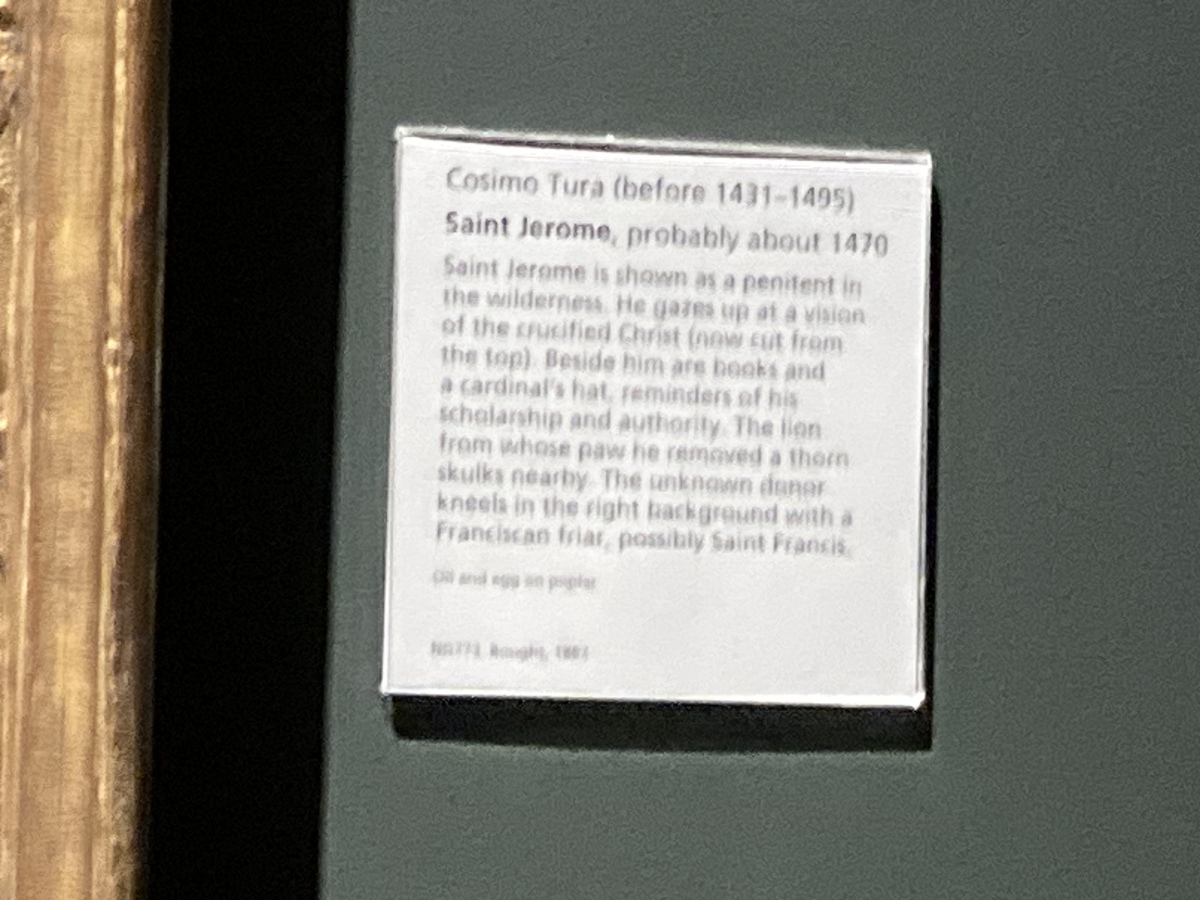 Cosimo Tura (before 1431–1495)
Saint Jerome, probably about 1470
Saint Jerome is shown as a penitent in
the wilderness. He gazes up at a vision
of the crucified Christ (now cut from
the top). Beside him are books and
a cardinal's hat, reminders of his
scholarship and authority. The lion
from whose paw he removed a thorn
skulks nearby. The unknown donor
kneels in the right background with a
Franciscan friar, possibly Saint Francis.
Oil and egg on poplar
NG773. Bought,